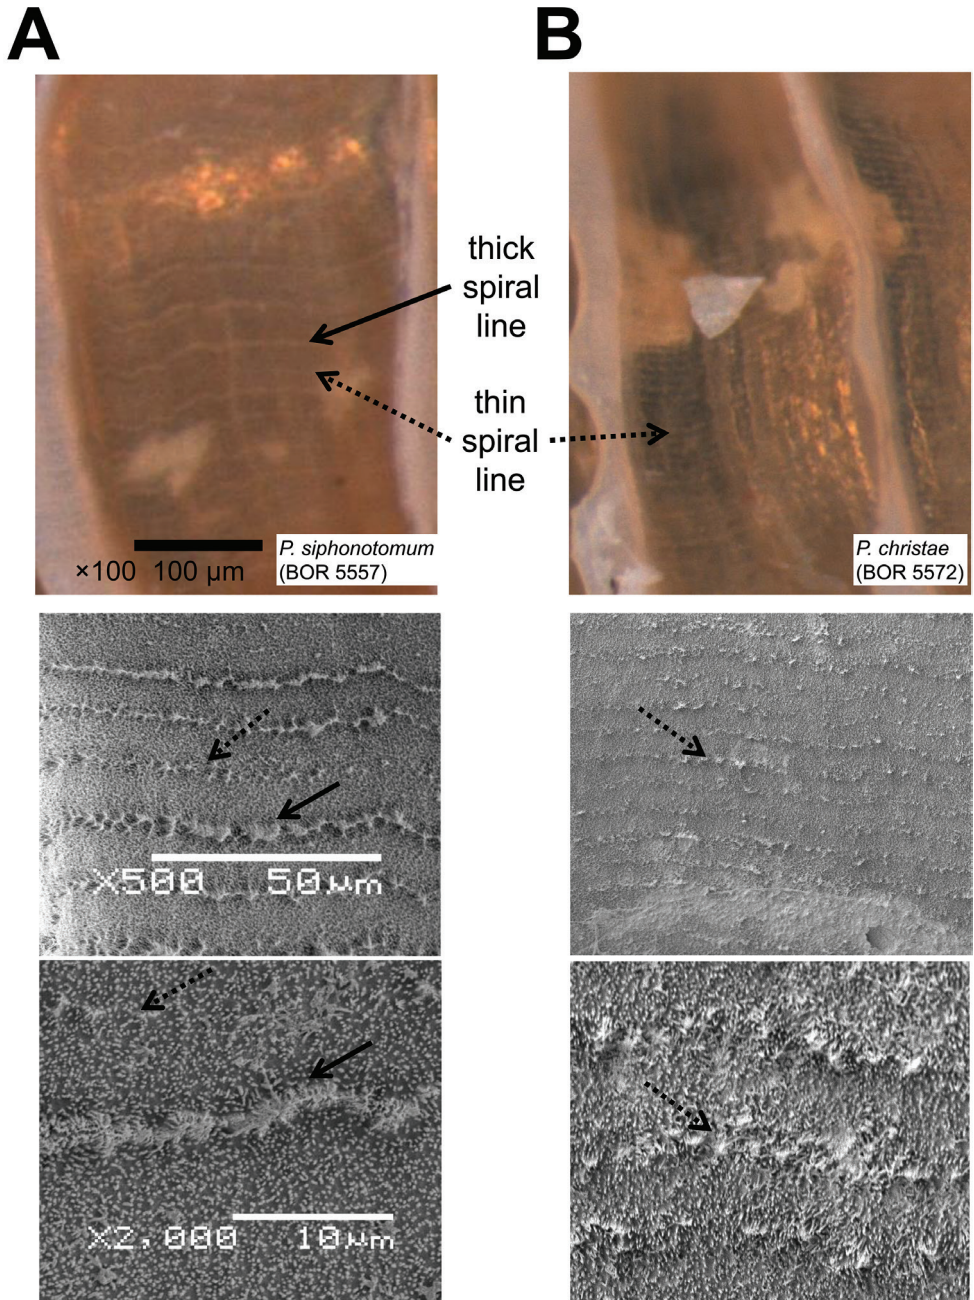 A
B
thick
spiral
line
thin
spiral
line
×100 100 µm
P. siphonotomum
(BOR 5557)
P. christae
(BOR 5572)
X500 50µm
X2,000 10µm